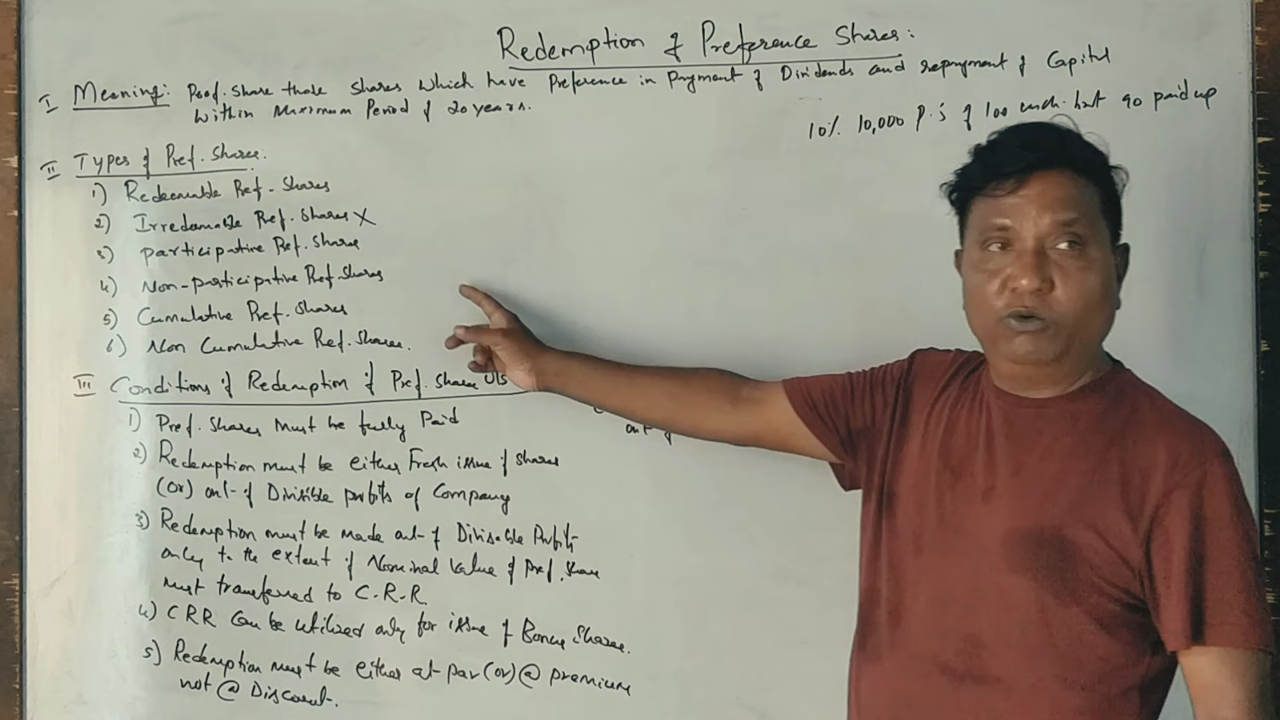 Redemption of Preference Shares:
I Meaning: Pref. Share those Shares which have Preference in Payment of Dividends and repayment of Capital
within Maximum Period of 20 years.
10% 10,000 P.S of 100 each but 90 paid up
II Types of Pref. Shares:
1) Redeemable Pref. Shares
2) Irredeemable Pref. Shares X
3) Participative Pref. Share
4) Non-participative Pref. Shares
5) Cumulative Pref. Shares
6) Non Cumulative Pref. Shares.
III Conditions of Redemption of Pref. Share U/S
1) Pref. Shares Must be fully Paid
out of
2) Redemption must be either Fresh issue of shares
(or) out of Divisible profits of Company
3) Redemption must be made out of Divisable Profits
only to the extent of Nominal Value of Pref. Share
must transferred to C.R.R
4) CRR Can be utilized only for issue of Bonus Shares.
5) Redemption must be either at par (or) @ premium
not @ Discount.